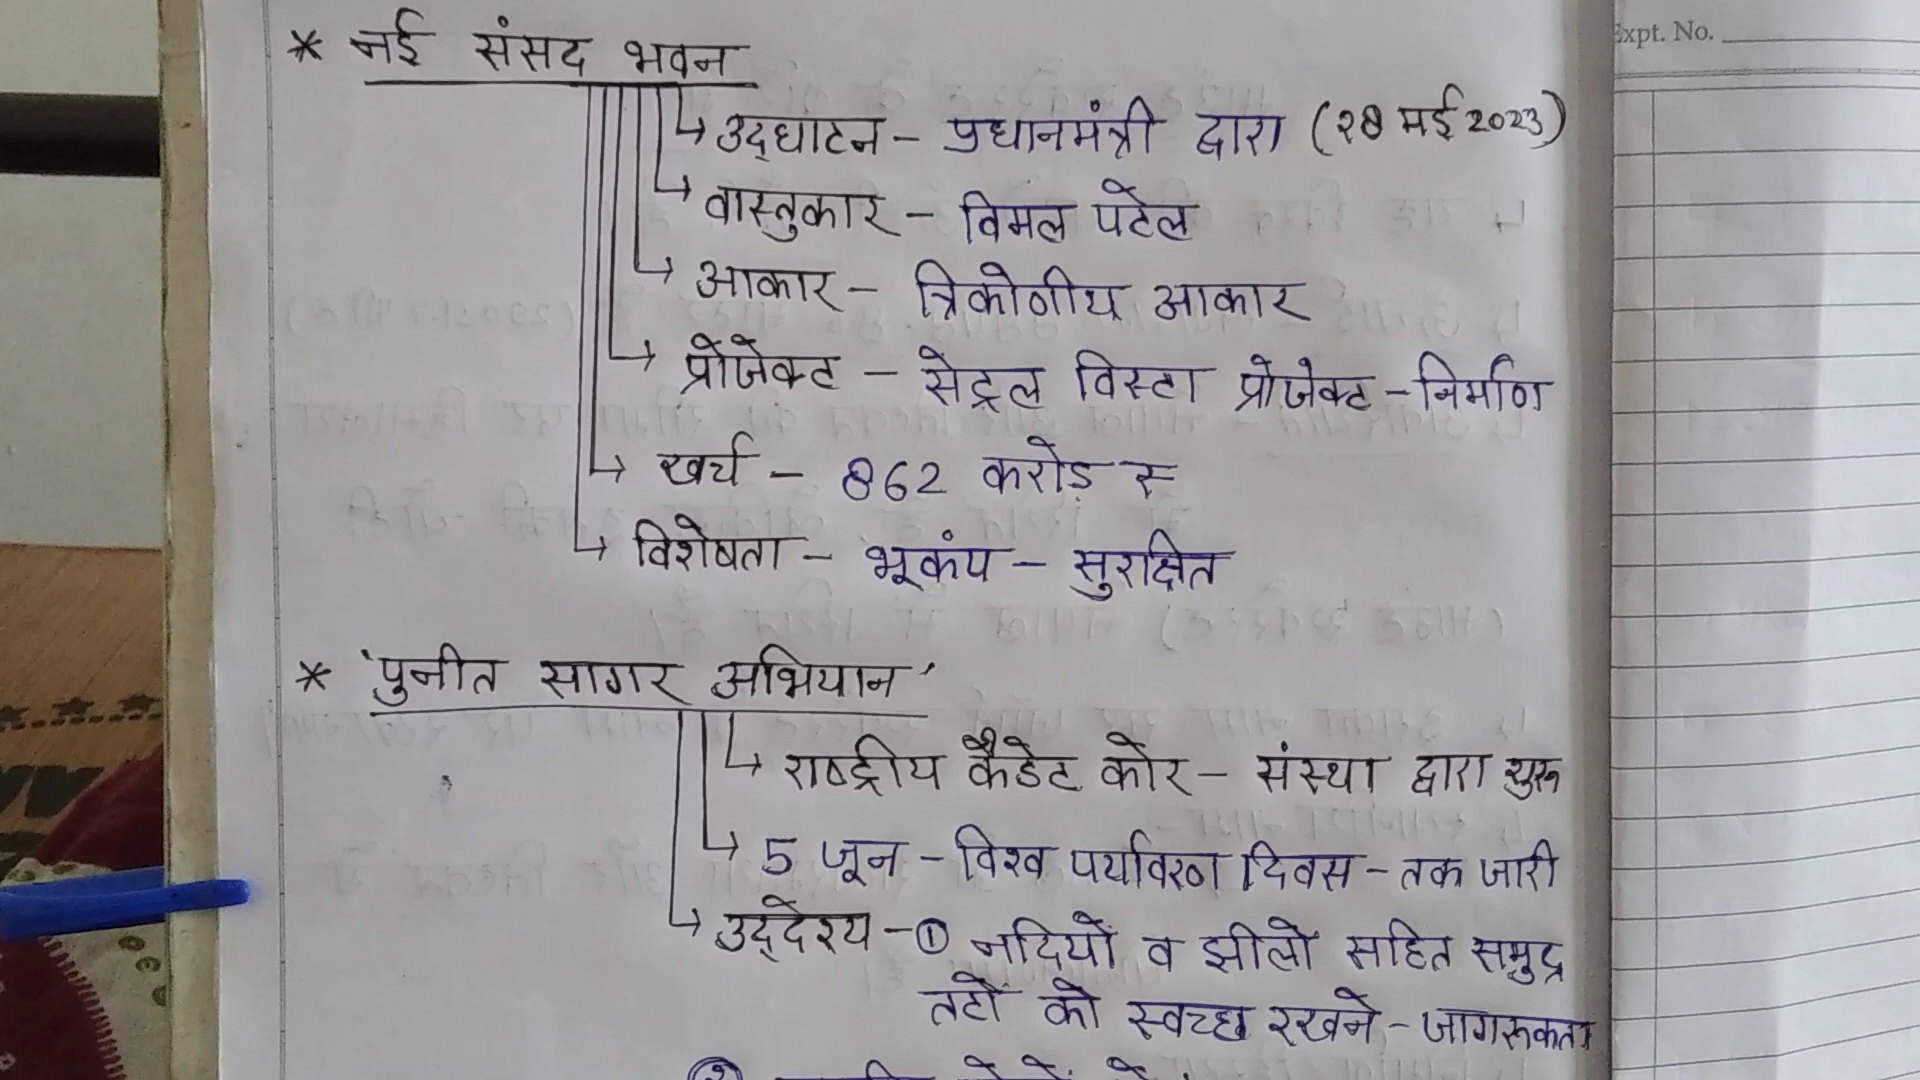 Expt. No.
* नई संसद भवन
↳ उद्घाटन - प्रधानमंत्री द्वारा (28 मई 2023)
↳ वास्तुकार - विमल पटेल
↳ आकार - त्रिकोणीय आकार
↳ प्रोजेक्ट - सेट्रल विस्टा प्रोजेक्ट - निर्माण
↳ खर्च - 862 करोड़ रु
↳ विशेषता - भूकंप - सुरक्षित
* 'पुनीत सागर अभियान'
↳ राष्ट्रीय कैडेट कोर - संस्था द्वारा शुरू
↳ 5 जून - विश्व पर्यावरण दिवस - तक जारी
↳ उद्देश्य - ① नदियों व झीलो सहित समुद्र
तटों को स्वच्छ रखने - जागरूकता